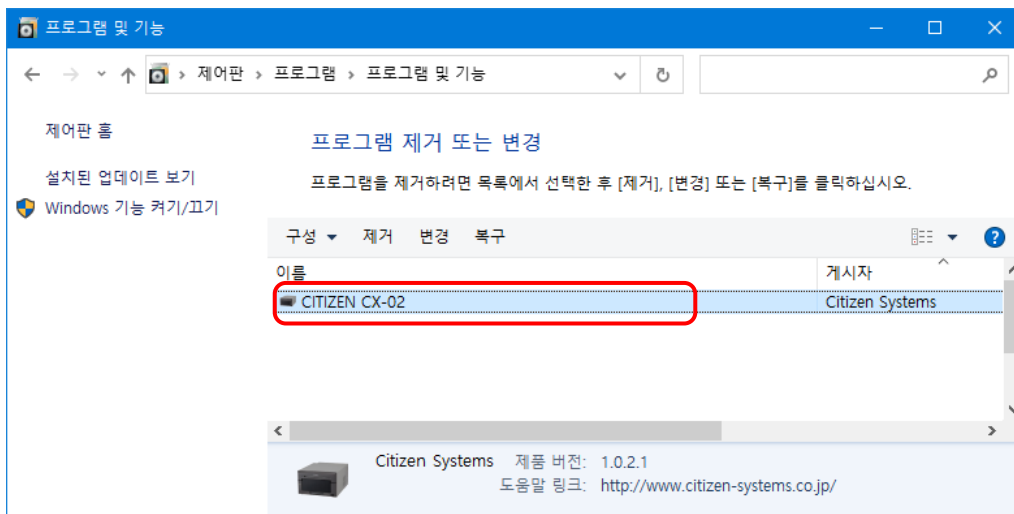 프로그램 및 기능
제어판 › 프로그램 › 프로그램 및 기능
제어판 홈
설치된 업데이트 보기
Windows 기능 켜기/끄기
프로그램 제거 또는 변경
프로그램을 제거하려면 목록에서 선택한 후 [제거], [변경] 또는 [복구]를 클릭하십시오.
구성 제거 변경 복구
이름 게시자
CITIZEN CX-02 Citizen Systems
Citizen Systems 제품 버전: 1.0.2.1
도움말 링크: http://www.citizen-systems.co.jp/